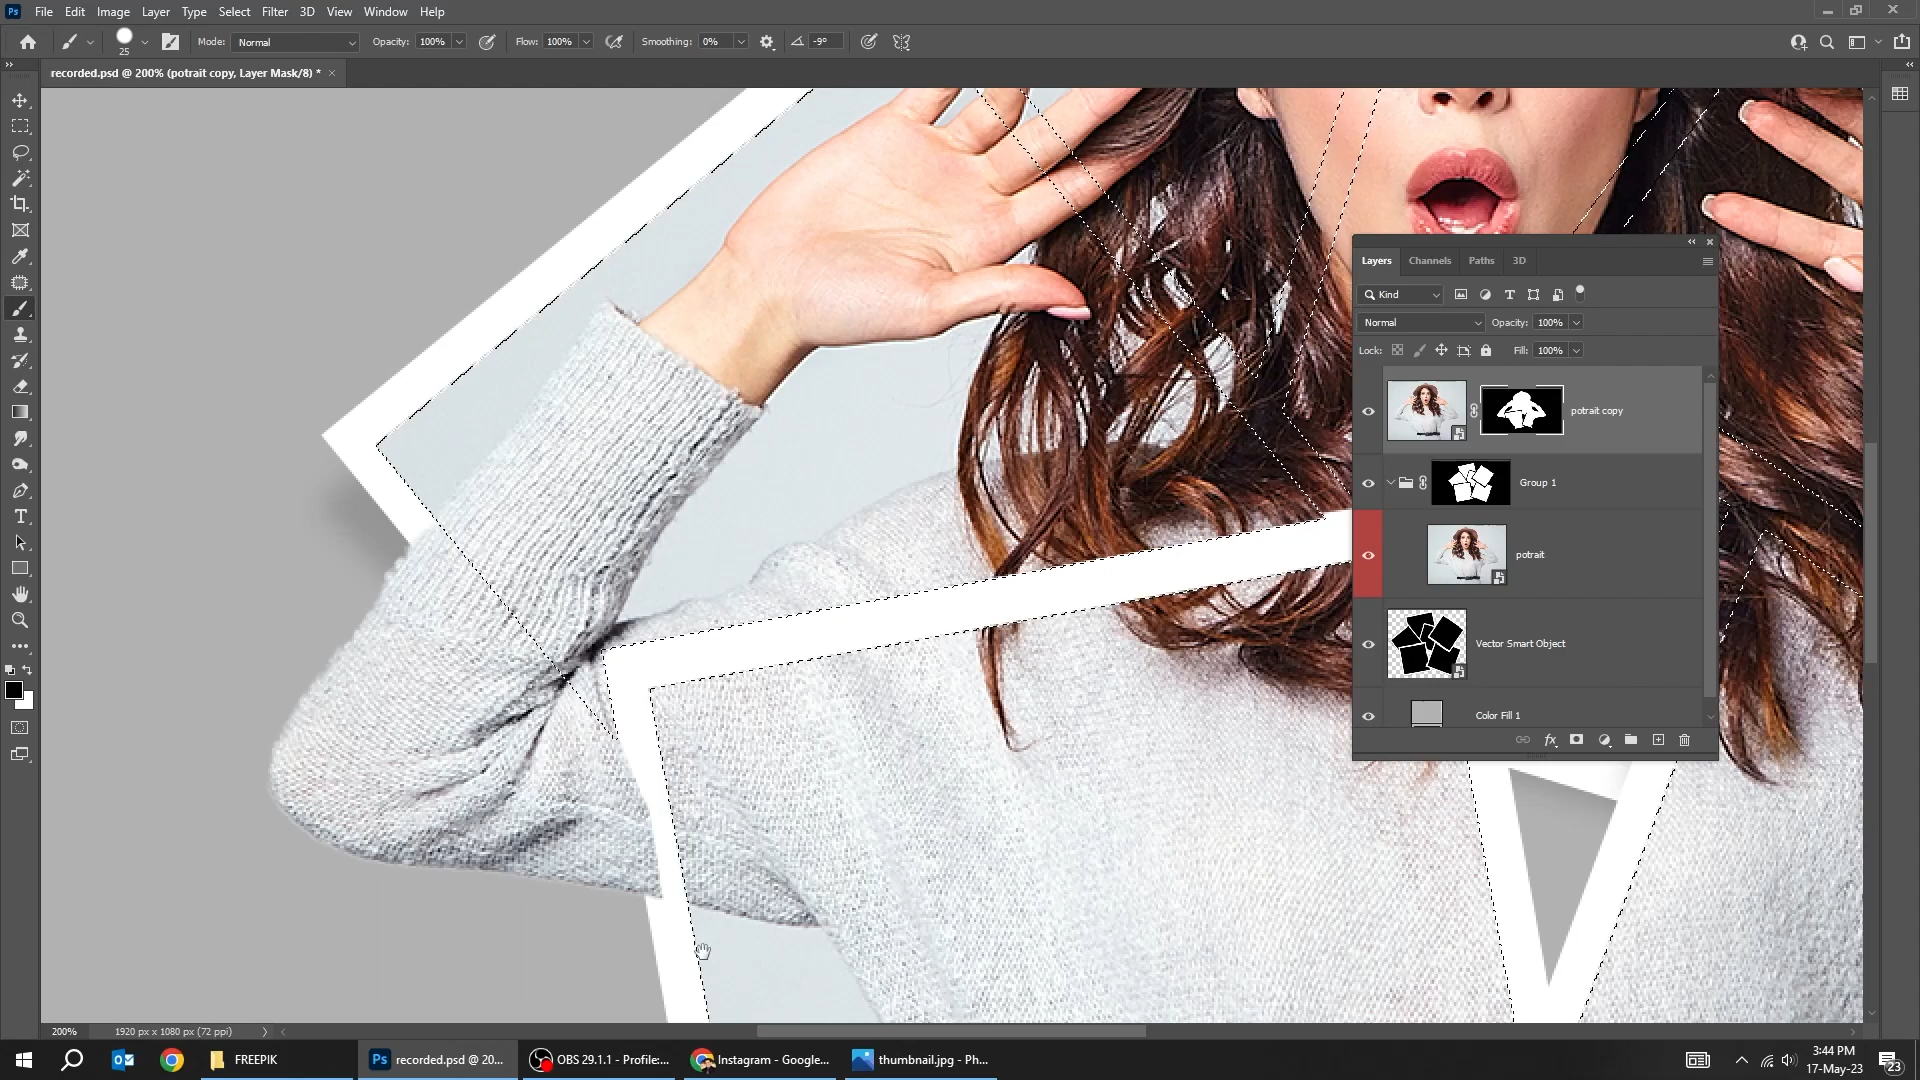 Ps File Edit Image Layer Type Select Filter 3D View Window Help
25 Mode: Normal Opacity: 100% Flow: 100% Smoothing: 0% -9°
recorded.psd @ 200% (potrait copy, Layer Mask/8) * ×
Layers Channels Paths 3D
Kind
Normal Opacity: 100%
Lock: Fill: 100%
potrait copy
Group 1
potrait
Vector Smart Object
Color Fill 1
fx
200% 1920 px x 1080 px (72 ppi)
FREEPIK
Ps recorded.psd @ 20...
OBS 29.1.1 - Profile:...
Instagram - Google...
thumbnail.jpg - Ph...
3:44 PM
17-May-23
23